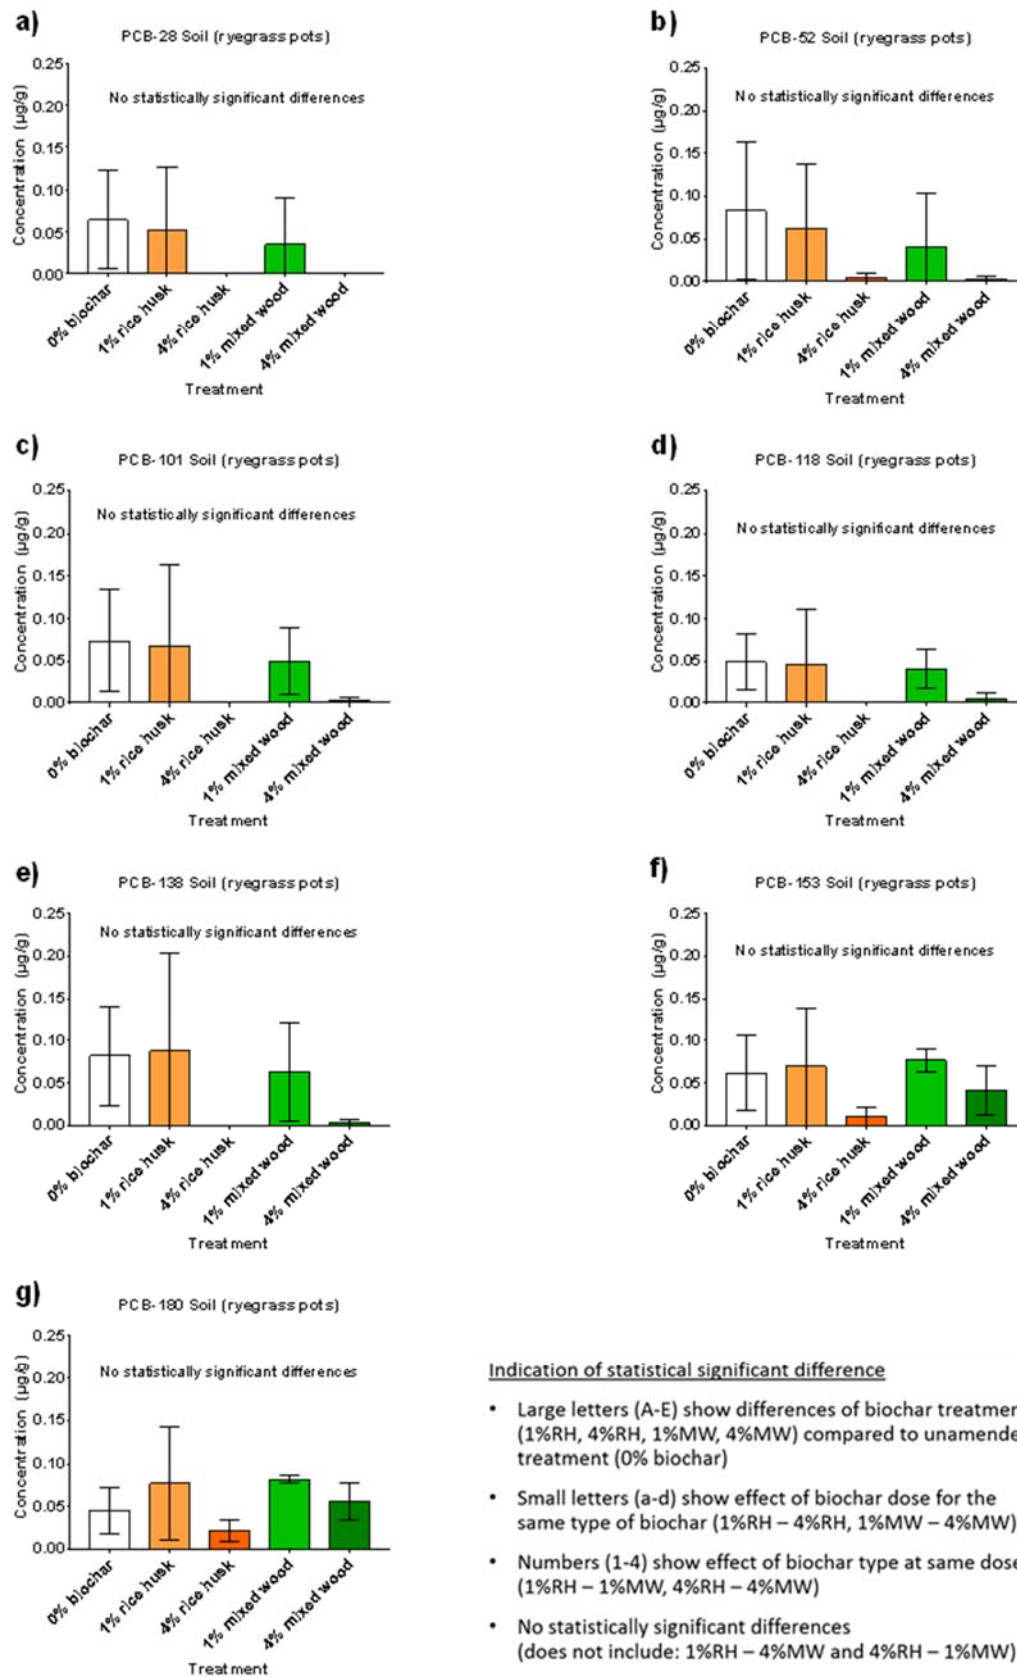 a)
PCB-28 Soil (ryegrass pots)
No statistically significant differences
Concentration (µg/g)
0.25
0.20
0.15
0.10
0.05
0.00
0% biochar
1% rice husk
4% rice husk
1% mixed wood
4% mixed wood
Treatment
b)
PCB-52 Soil (ryegrass pots)
No statistically significant differences
Concentration (µg/g)
0.25
0.20
0.15
0.10
0.05
0.00
0% biochar
1% rice husk
4% rice husk
1% mixed wood
4% mixed wood
Treatment
c)
PCB-101 Soil (ryegrass pots)
No statistically significant differences
Concentration (µg/g)
0.25
0.20
0.15
0.10
0.05
0.00
0% biochar
1% rice husk
4% rice husk
1% mixed wood
4% mixed wood
Treatment
d)
PCB-118 Soil (ryegrass pots)
No statistically significant differences
Concentration (µg/g)
0.25
0.20
0.15
0.10
0.05
0.00
0% biochar
1% rice husk
4% rice husk
1% mixed wood
4% mixed wood
Treatment
e)
PCB-138 Soil (ryegrass pots)
No statistically significant differences
Concentration (µg/g)
0.25
0.20
0.15
0.10
0.05
0.00
0% biochar
1% rice husk
4% rice husk
1% mixed wood
4% mixed wood
Treatment
f)
PCB-153 Soil (ryegrass pots)
No statistically significant differences
Concentration (µg/g)
0.25
0.20
0.15
0.10
0.05
0.00
0% biochar
1% rice husk
4% rice husk
1% mixed wood
4% mixed wood
Treatment
g)
PCB-180 Soil (ryegrass pots)
No statistically significant differences
Concentration (µg/g)
0.25
0.20
0.15
0.10
0.05
0.00
0% biochar
1% rice husk
4% rice husk
1% mixed wood
4% mixed wood
Treatment
Indication of statistical significant difference
• Large letters (A-E) show differences of biochar treatmen
(1%RH, 4%RH, 1%MW, 4%MW) compared to unamende
treatment (0% biochar)
• Small letters (a-d) show effect of biochar dose for the
same type of biochar (1%RH – 4%RH, 1%MW – 4%MW)
• Numbers (1-4) show effect of biochar type at same dose
(1%RH – 1%MW, 4%RH – 4%MW)
• No statistically significant differences
(does not include: 1%RH – 4%MW and 4%RH – 1%MW)